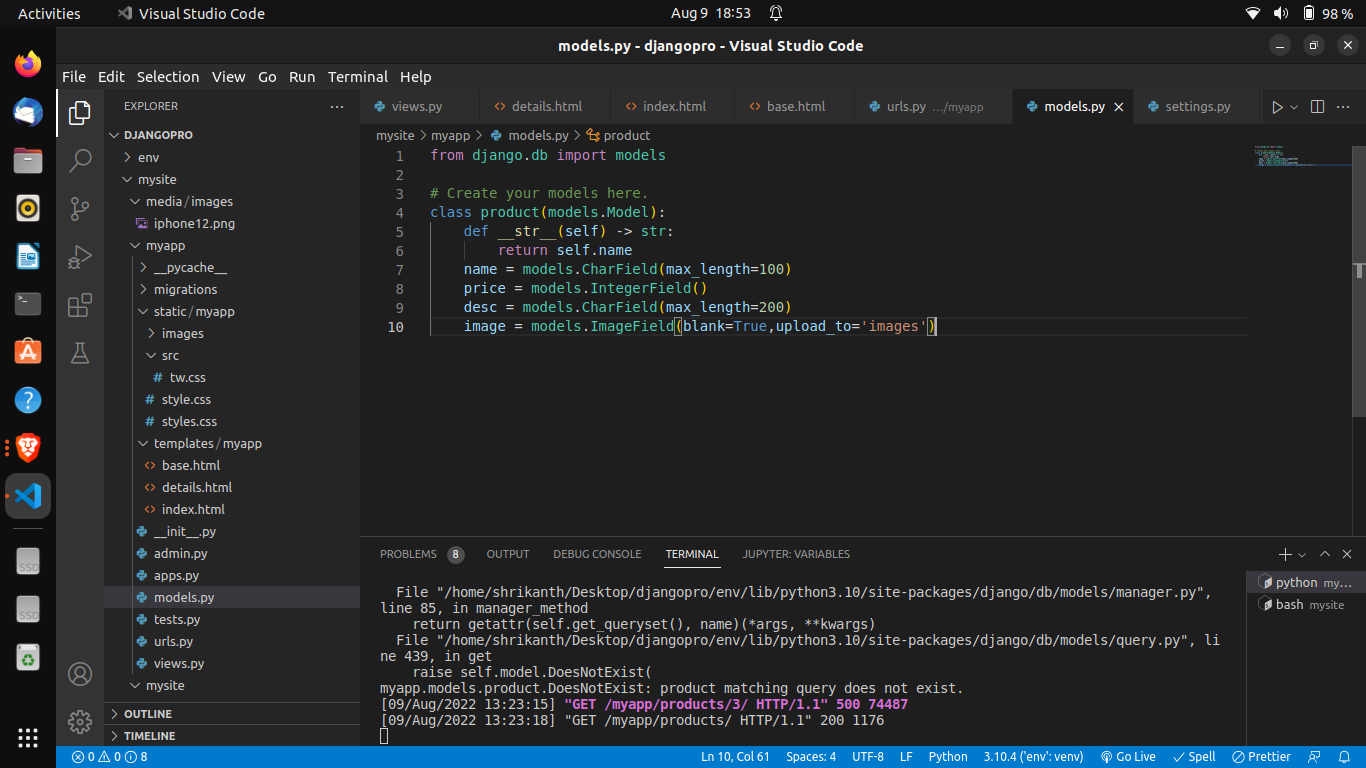 Activities Visual Studio Code Aug 9 18:53 98 %
models.py - djangopro - Visual Studio Code
File Edit Selection View Go Run Terminal Help
EXPLORER
DJANGOPRO
env
mysite
media/images
iphone12.png
myapp
__pycache__
migrations
static/myapp
images
src
# tw.css
# style.css
# styles.css
templates/myapp
<> base.html
<> details.html
<> index.html
__init__.py
admin.py
apps.py
models.py
tests.py
urls.py
views.py
mysite
OUTLINE
TIMELINE
views.py <> details.html <> index.html <> base.html urls.py .../myapp models.py settings.py
mysite > myapp > models.py > product
1 from django.db import models
2
3 # Create your models here.
4 class product(models.Model):
5 def __str__(self) -> str:
6 return self.name
7 name = models.CharField(max_length=100)
8 price = models.IntegerField()
9 desc = models.CharField(max_length=200)
10 image = models.ImageField(blank=True,upload_to='images')
PROBLEMS 8 OUTPUT DEBUG CONSOLE TERMINAL JUPYTER: VARIABLES
File "/home/shrikanth/Desktop/djangopro/env/lib/python3.10/site-packages/django/db/models/manager.py",
line 85, in manager_method
return getattr(self.get_queryset(), name)(*args, **kwargs)
File "/home/shrikanth/Desktop/djangopro/env/lib/python3.10/site-packages/django/db/models/query.py", li
ne 439, in get
raise self.model.DoesNotExist(
myapp.models.product.DoesNotExist: product matching query does not exist.
[09/Aug/2022 13:23:15] "GET /myapp/products/3/ HTTP/1.1" 500 74487
[09/Aug/2022 13:23:18] "GET /myapp/products/ HTTP/1.1" 200 1176
python my...
bash mysite
SSD
SSD
0 0 8 Ln 10, Col 61 Spaces: 4 UTF-8 LF Python 3.10.4 ('env': venv) Go Live Spell Prettier